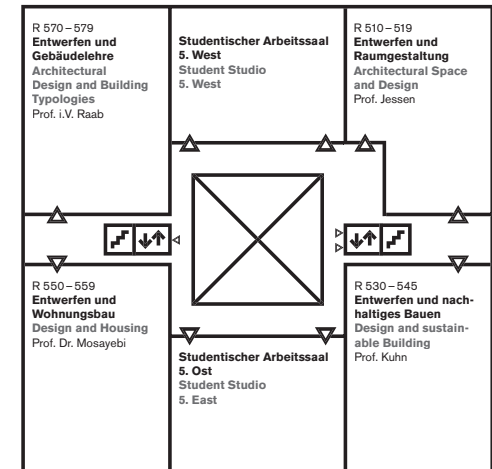 R 570 – 579
Entwerfen und
Gebäudelehre
Architectural
Design and Building
Typologies
Prof. i.V. Raab
Studentischer Arbeitssaal
5. West
Student Studio
5. West
R 510 – 519
Entwerfen und
Raumgestaltung
Architectural Space
and Design
Prof. Jessen
R 550 – 559
Entwerfen und
Wohnungsbau
Design and Housing
Prof. Dr. Mosayebi
Studentischer Arbeitssaal
5. Ost
Student Studio
5. East
R 530 – 545
Entwerfen und nach-
haltiges Bauen
Design and sustain-
able Building
Prof. Kuhn